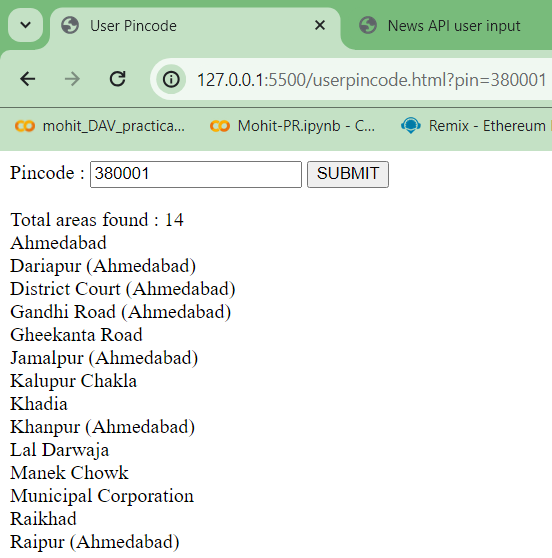 User Pincode
News API user input
127.0.0.1:5500/userpincode.html?pin=380001
mohit_DAV_practica...
Mohit-PR.ipynb - C...
Remix - Ethereum
Pincode : 380001 SUBMIT
Total areas found : 14
Ahmedabad
Dariapur (Ahmedabad)
District Court (Ahmedabad)
Gandhi Road (Ahmedabad)
Gheekanta Road
Jamalpur (Ahmedabad)
Kalupur Chakla
Khadia
Khanpur (Ahmedabad)
Lal Darwaja
Manek Chowk
Municipal Corporation
Raikhad
Raipur (Ahmedabad)